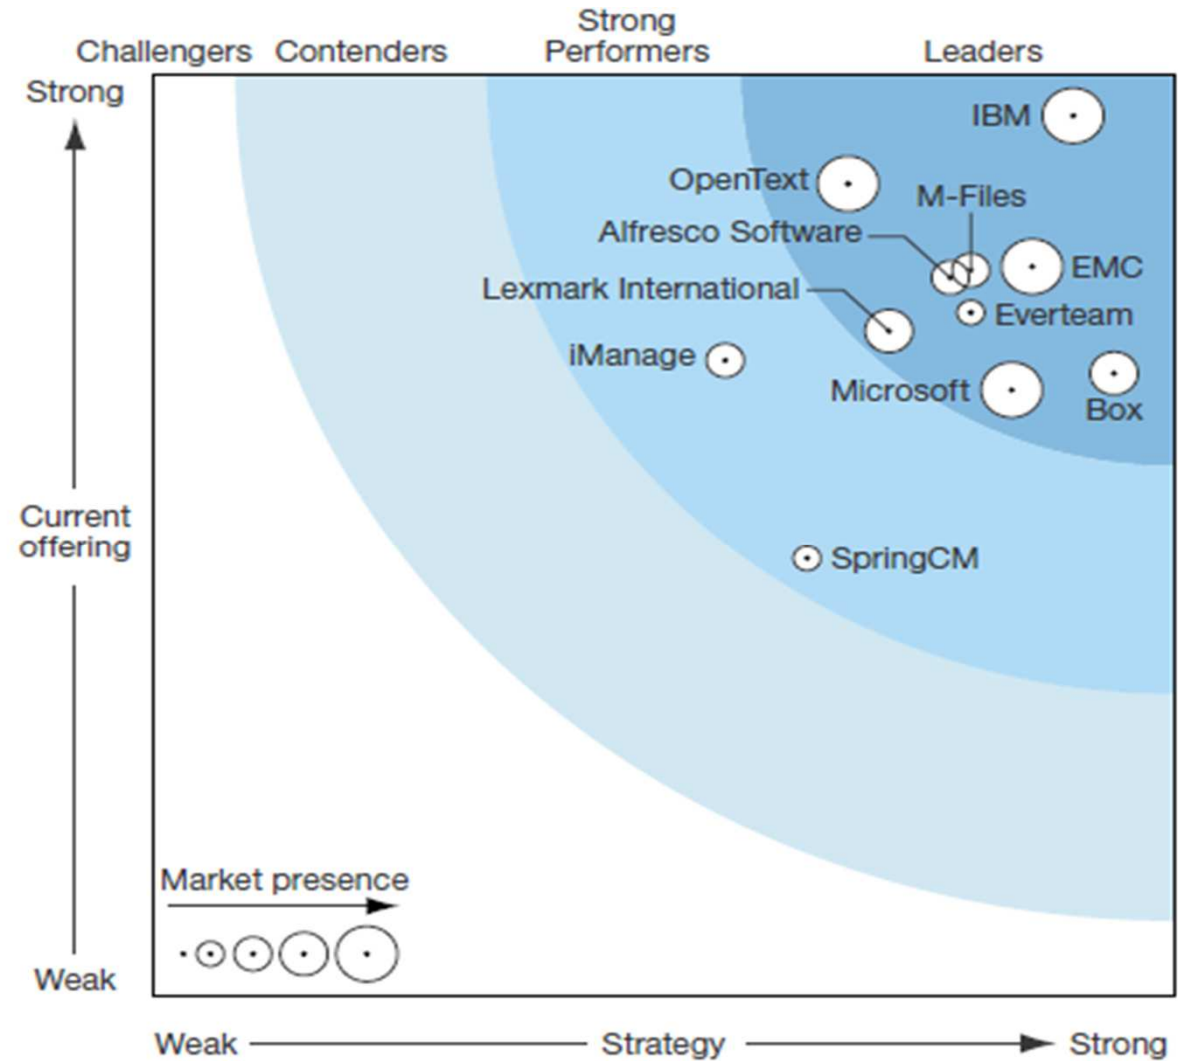 Strong
Performers
Challengers
Contenders
Leaders
Strong
IBM
OpenText
M-Files
Alfresco Software
EMC
Lexmark International
Everteam
iManage
Microsoft
Box
Current
offering
SpringCM
Market presence
Weak
Weak
Strategy
Strong